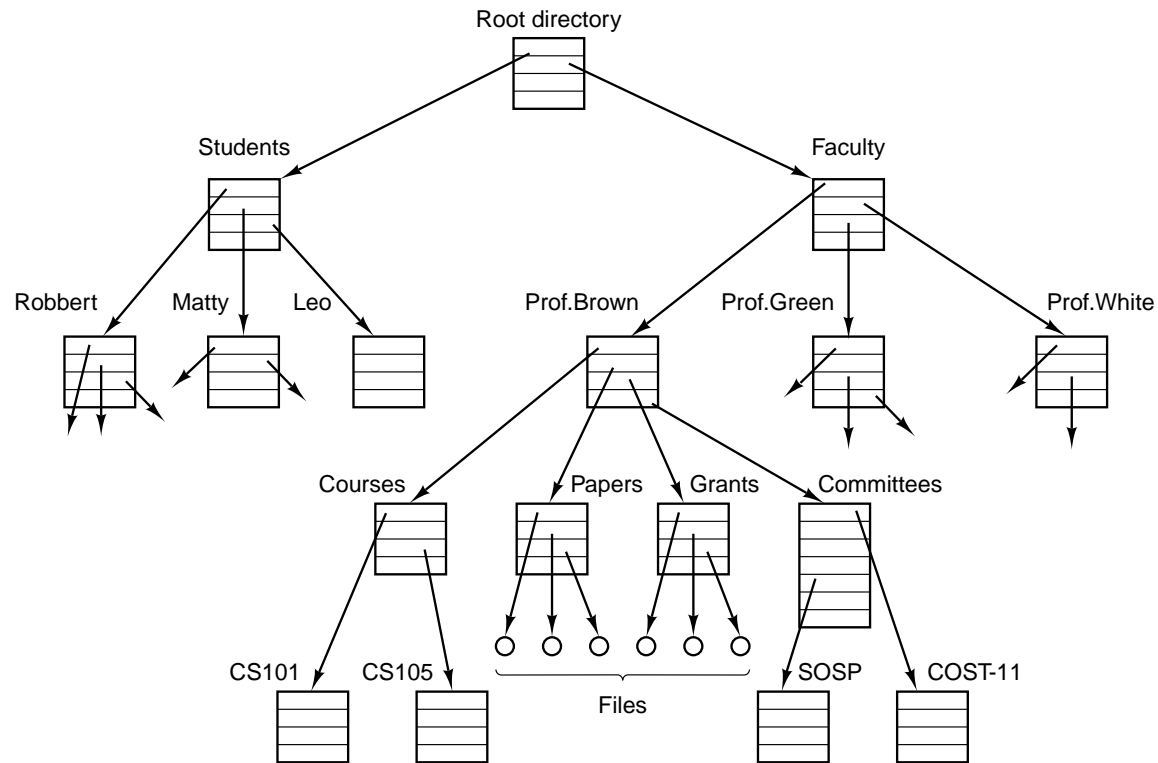 Root directory
Students
Faculty
Robbert
Matty
Leo
Prof.Brown
Prof.Green
Prof.White
Courses
Papers
Grants
Committees
CS101
CS105
SOSP
COST-11
Files